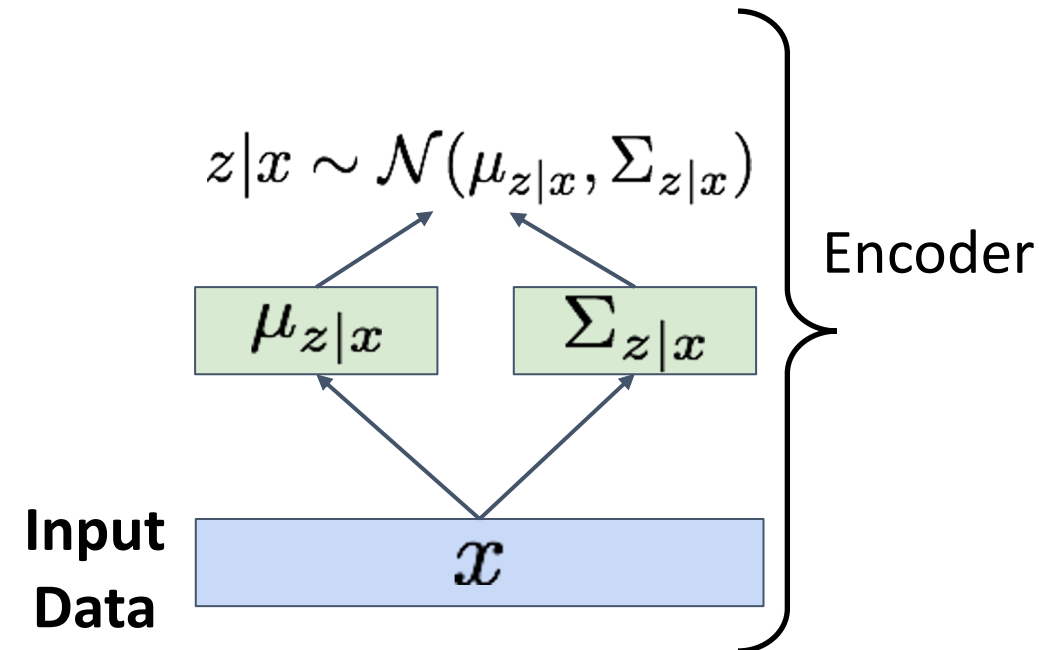 z|x ∼ 𝒩(μ_{z|x}, Σ_{z|x})
Encoder
μ_{z|x}
Σ_{z|x}
Input
Data
x